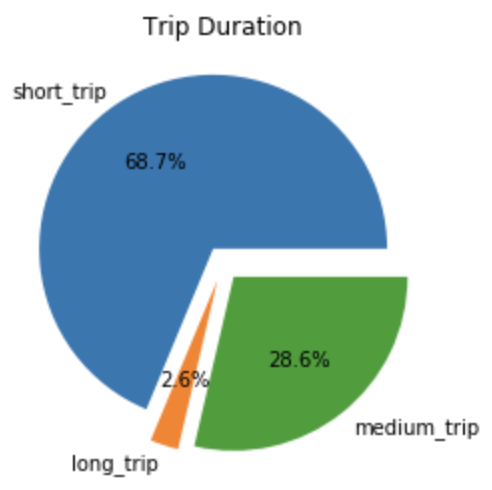 Trip Duration
short_trip
68.7%
28.6%
2.6%
medium_trip
long_trip